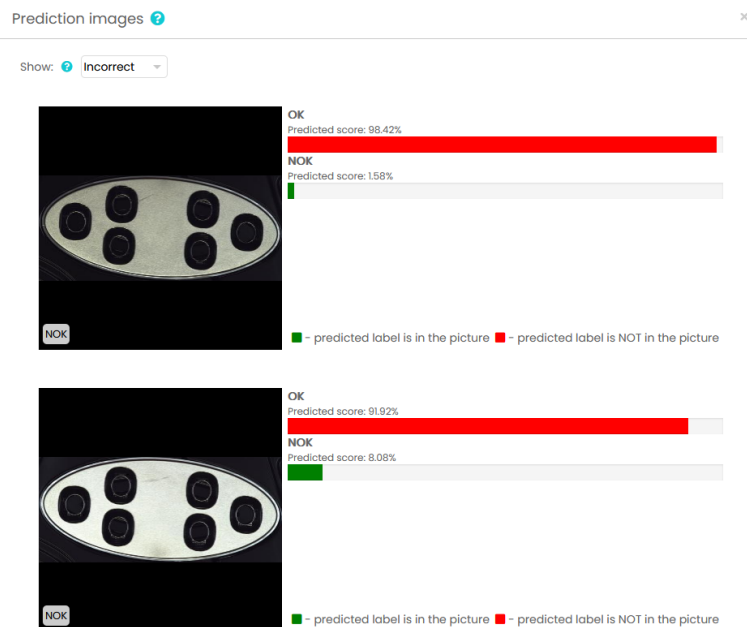 Prediction images ?
×
Show: ? Incorrect
OK
Predicted score: 98.42%
NOK
Predicted score: 1.58%
NOK
- predicted label is in the picture - predicted label is NOT in the picture
OK
Predicted score: 91.92%
NOK
Predicted score: 8.08%
NOK
- predicted label is in the picture - predicted label is NOT in the picture